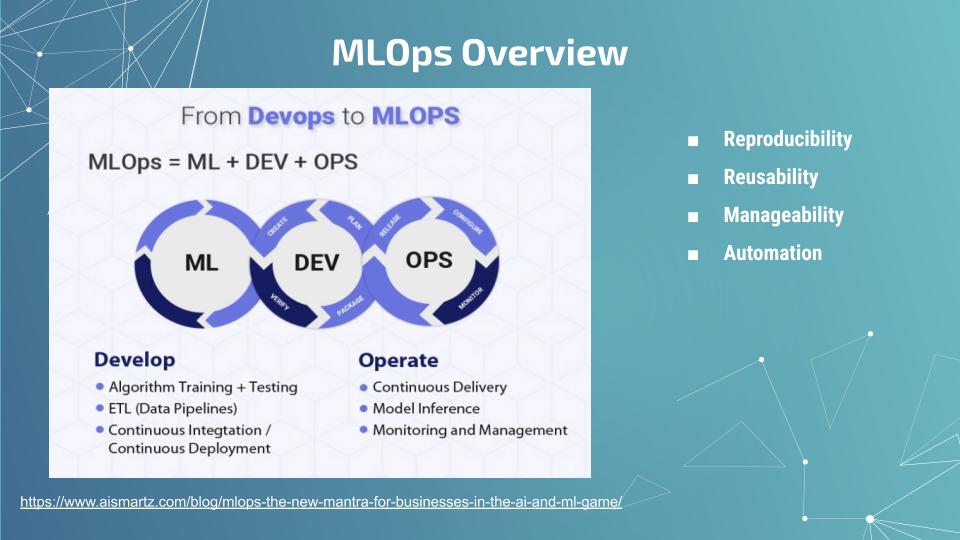 MLOps Overview
From Devops to MLOPS
MLOps = ML + DEV + OPS
ML
CREATE
PLAN
DEV
VERIFY
PACKAGE
RELEASE
CONFIGURE
OPS
MONITOR
Develop
Algorithm Training + Testing
ETL (Data Pipelines)
Continuous Integtation /
Continuous Deployment
Operate
Continuous Delivery
Model Inference
Monitoring and Management
Reproducibility
Reusability
Manageability
Automation
https://www.aismartz.com/blog/mlops-the-new-mantra-for-businesses-in-the-ai-and-ml-game/